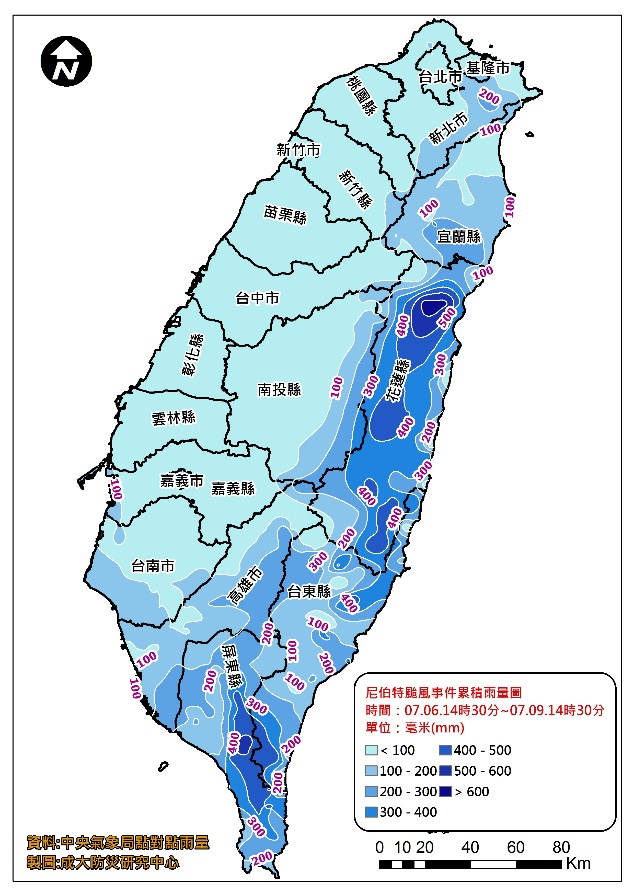 N
台北市
基隆市
200
桃園縣
新北市
100
新竹市
新竹縣
100
100
苗栗縣
宜蘭縣
100
台中市
500
400
彰化縣
300
花蓮縣
南投縣
100
300
雲林縣
400
200
嘉義市
嘉義縣
300
100
400
400
200
台南市
300
高雄市
台東縣
400
100
200
100
100
屏東縣
200
200
100
100
300
400
200
200
300
200
尼伯特颱風事件累積雨量圖
時間：07.06.14時30分~07.09.14時30分
單位：毫米(mm)
< 100
400 - 500
100 - 200
500 - 600
200 - 300
> 600
300 - 400
資料:中央氣象局點對點雨量
製圖:成大防災研究中心
0 10 20 40 60 80
Km